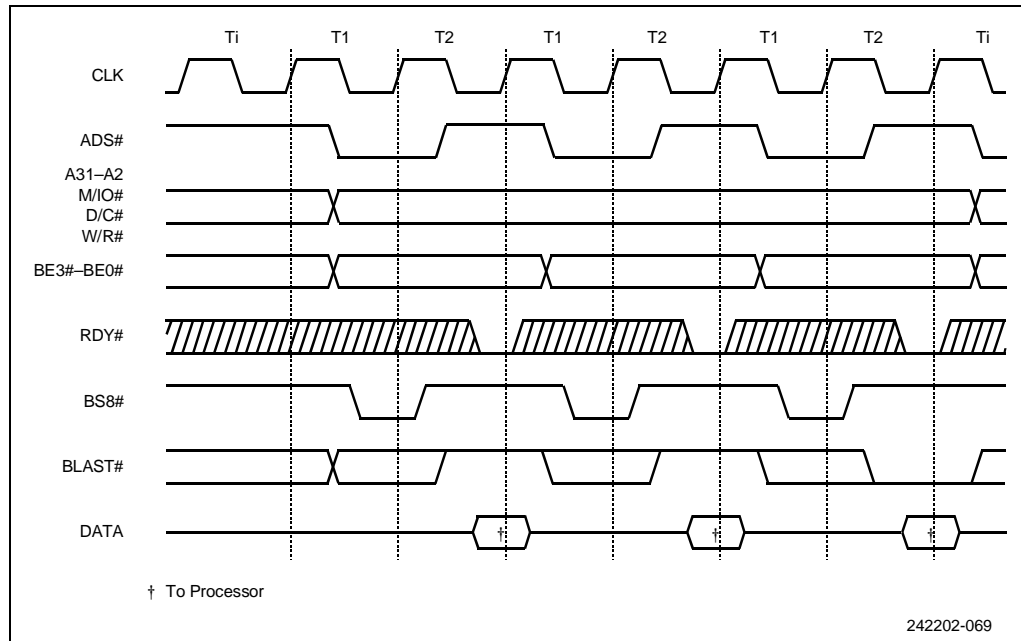 Ti T1 T2 T1 T2 T1 T2 Ti
CLK
ADS#
A31–A2
M/IO#
D/C#
W/R#
BE3#–BE0#
RDY#
BS8#
BLAST#
DATA
† † †
† To Processor
242202-069